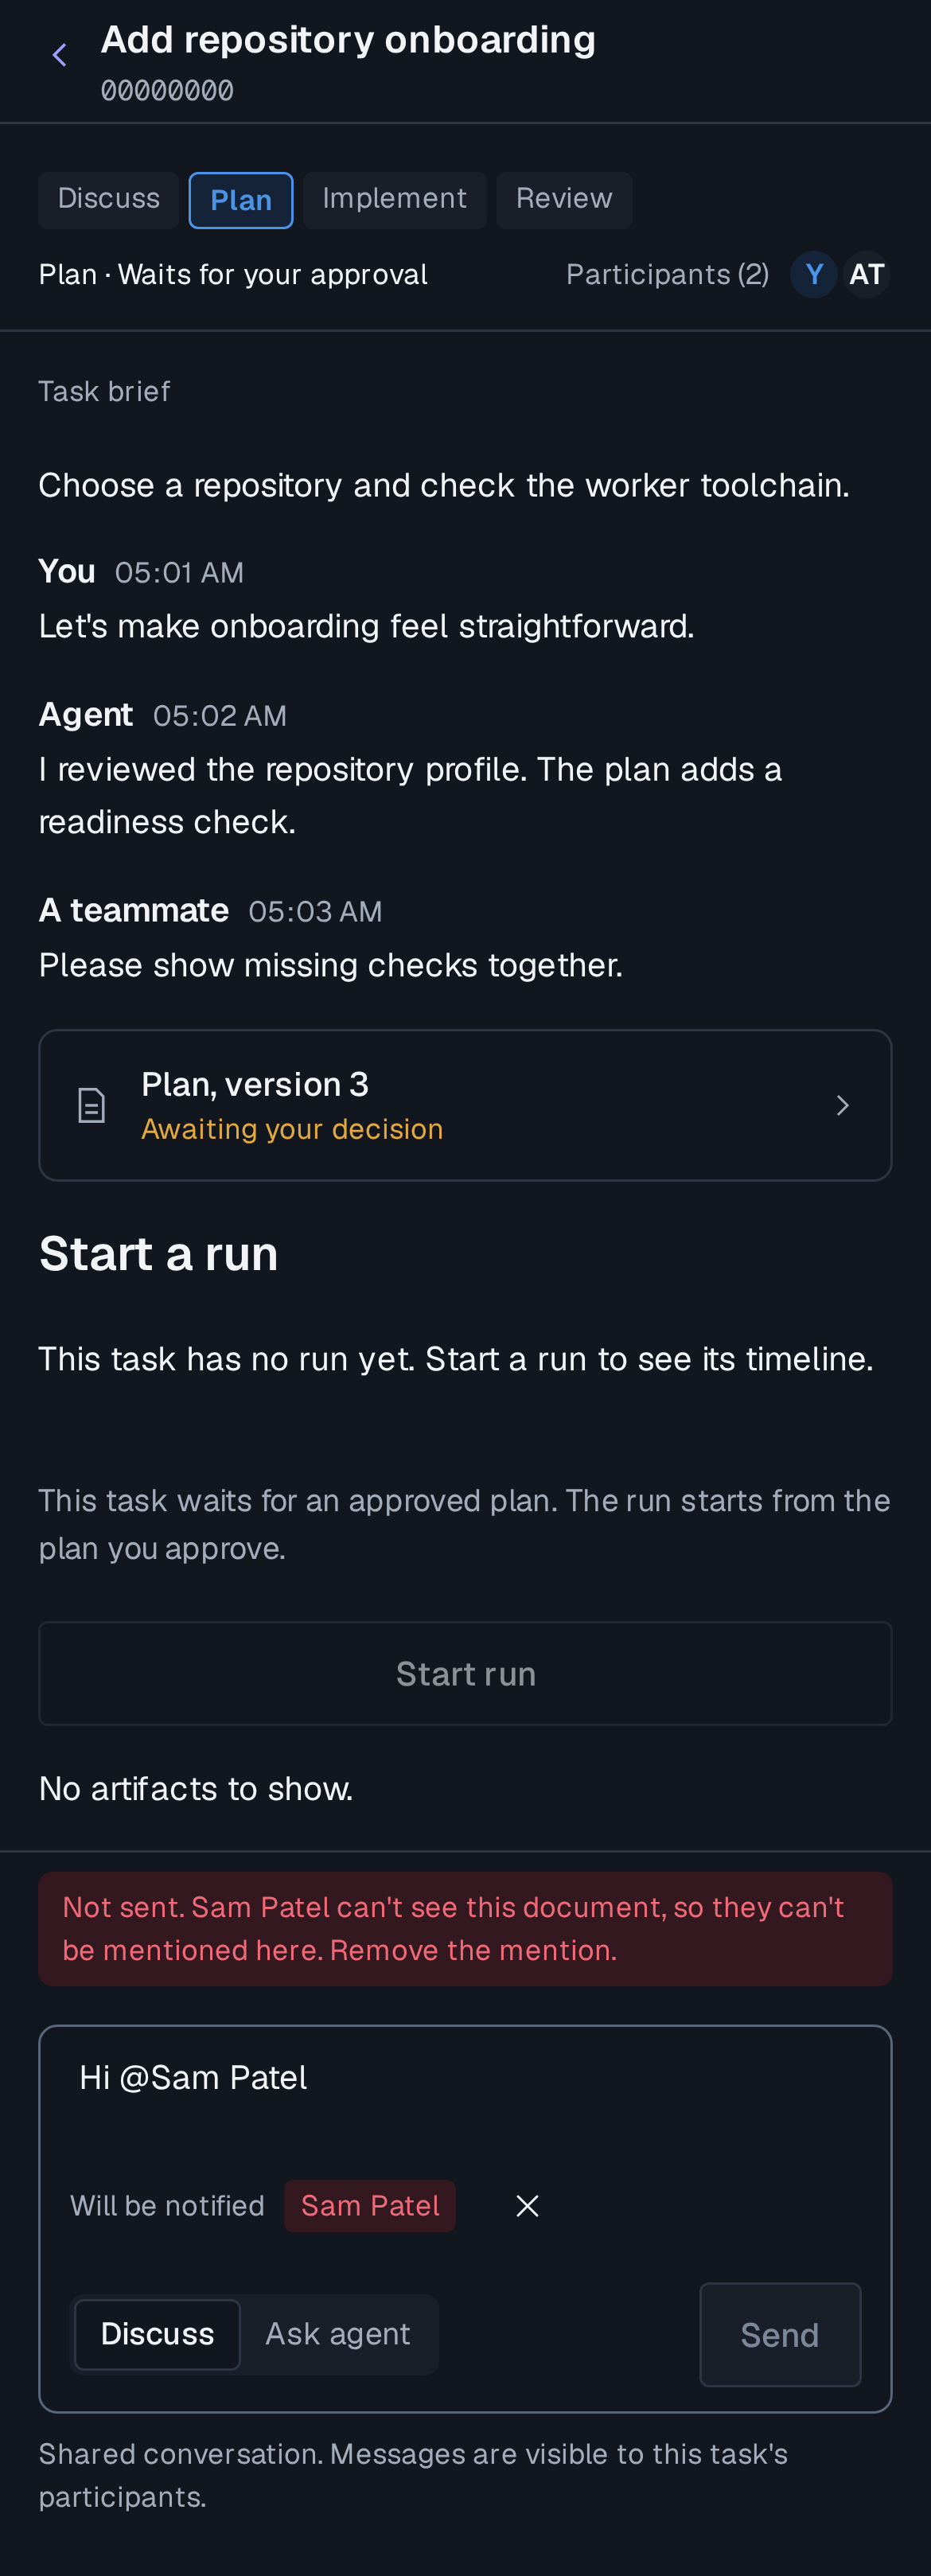 Add repository onboarding
00000000
Discuss Plan Implement Review
Plan · Waits for your approval Participants (2) Y AT
Task brief
Choose a repository and check the worker toolchain.
You 05:01 AM
Let's make onboarding feel straightforward.
Agent 05:02 AM
I reviewed the repository profile. The plan adds a
readiness check.
A teammate 05:03 AM
Please show missing checks together.
Plan, version 3
Awaiting your decision
Start a run
This task has no run yet. Start a run to see its timeline.
This task waits for an approved plan. The run starts from the
plan you approve.
Start run
No artifacts to show.
Not sent. Sam Patel can't see this document, so they can't
be mentioned here. Remove the mention.
Hi @Sam Patel
Will be notified Sam Patel
Discuss Ask agent Send
Shared conversation. Messages are visible to this task's
participants.